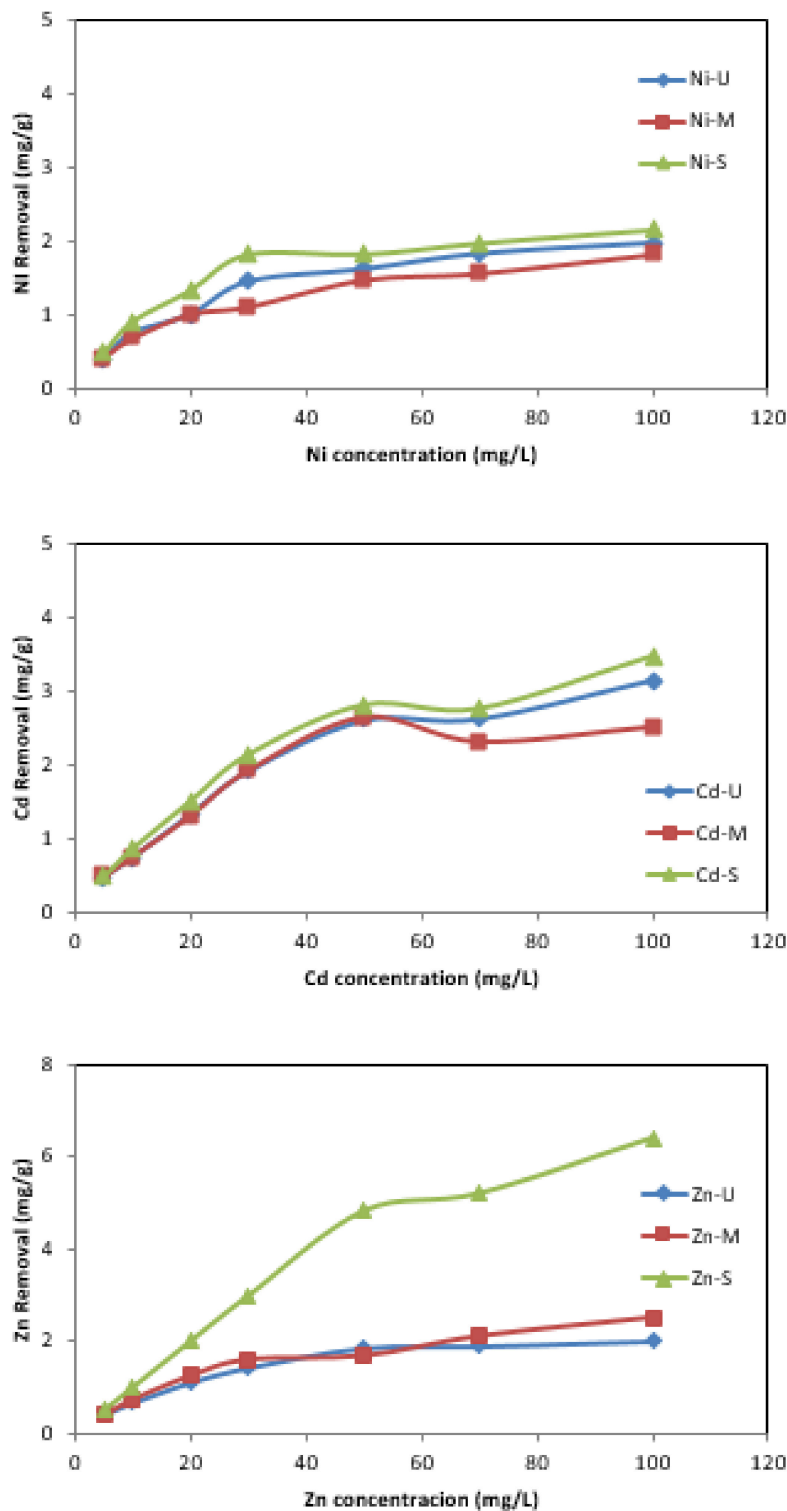 5
4
3
2
1
0
NI Removal (mg/g)
Ni-U
Ni-M
Ni-S
0 20 40 60 80 100 120
Ni concentration (mg/L)
5
4
3
2
1
0
Cd Removal (mg/g)
Cd-U
Cd-M
Cd-S
0 20 40 60 80 100 120
Cd concentration (mg/L)
8
6
4
2
0
Zn Removal (mg/g)
Zn-U
Zn-M
Zn-S
0 20 40 60 80 100 120
Zn concentracion (mg/L)